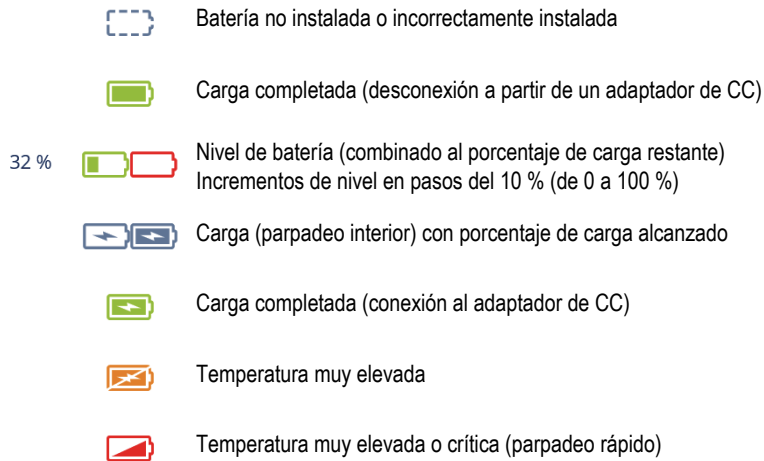 Batería no instalada o incorrectamente instalada
Carga completada (desconexión a partir de un adaptador de CC)
32 %
Nivel de batería (combinado al porcentaje de carga restante)
Incrementos de nivel en pasos del 10 % (de 0 a 100 %)
Carga (parpadeo interior) con porcentaje de carga alcanzado
Carga completada (conexión al adaptador de CC)
Temperatura muy elevada
Temperatura muy elevada o crítica (parpadeo rápido)